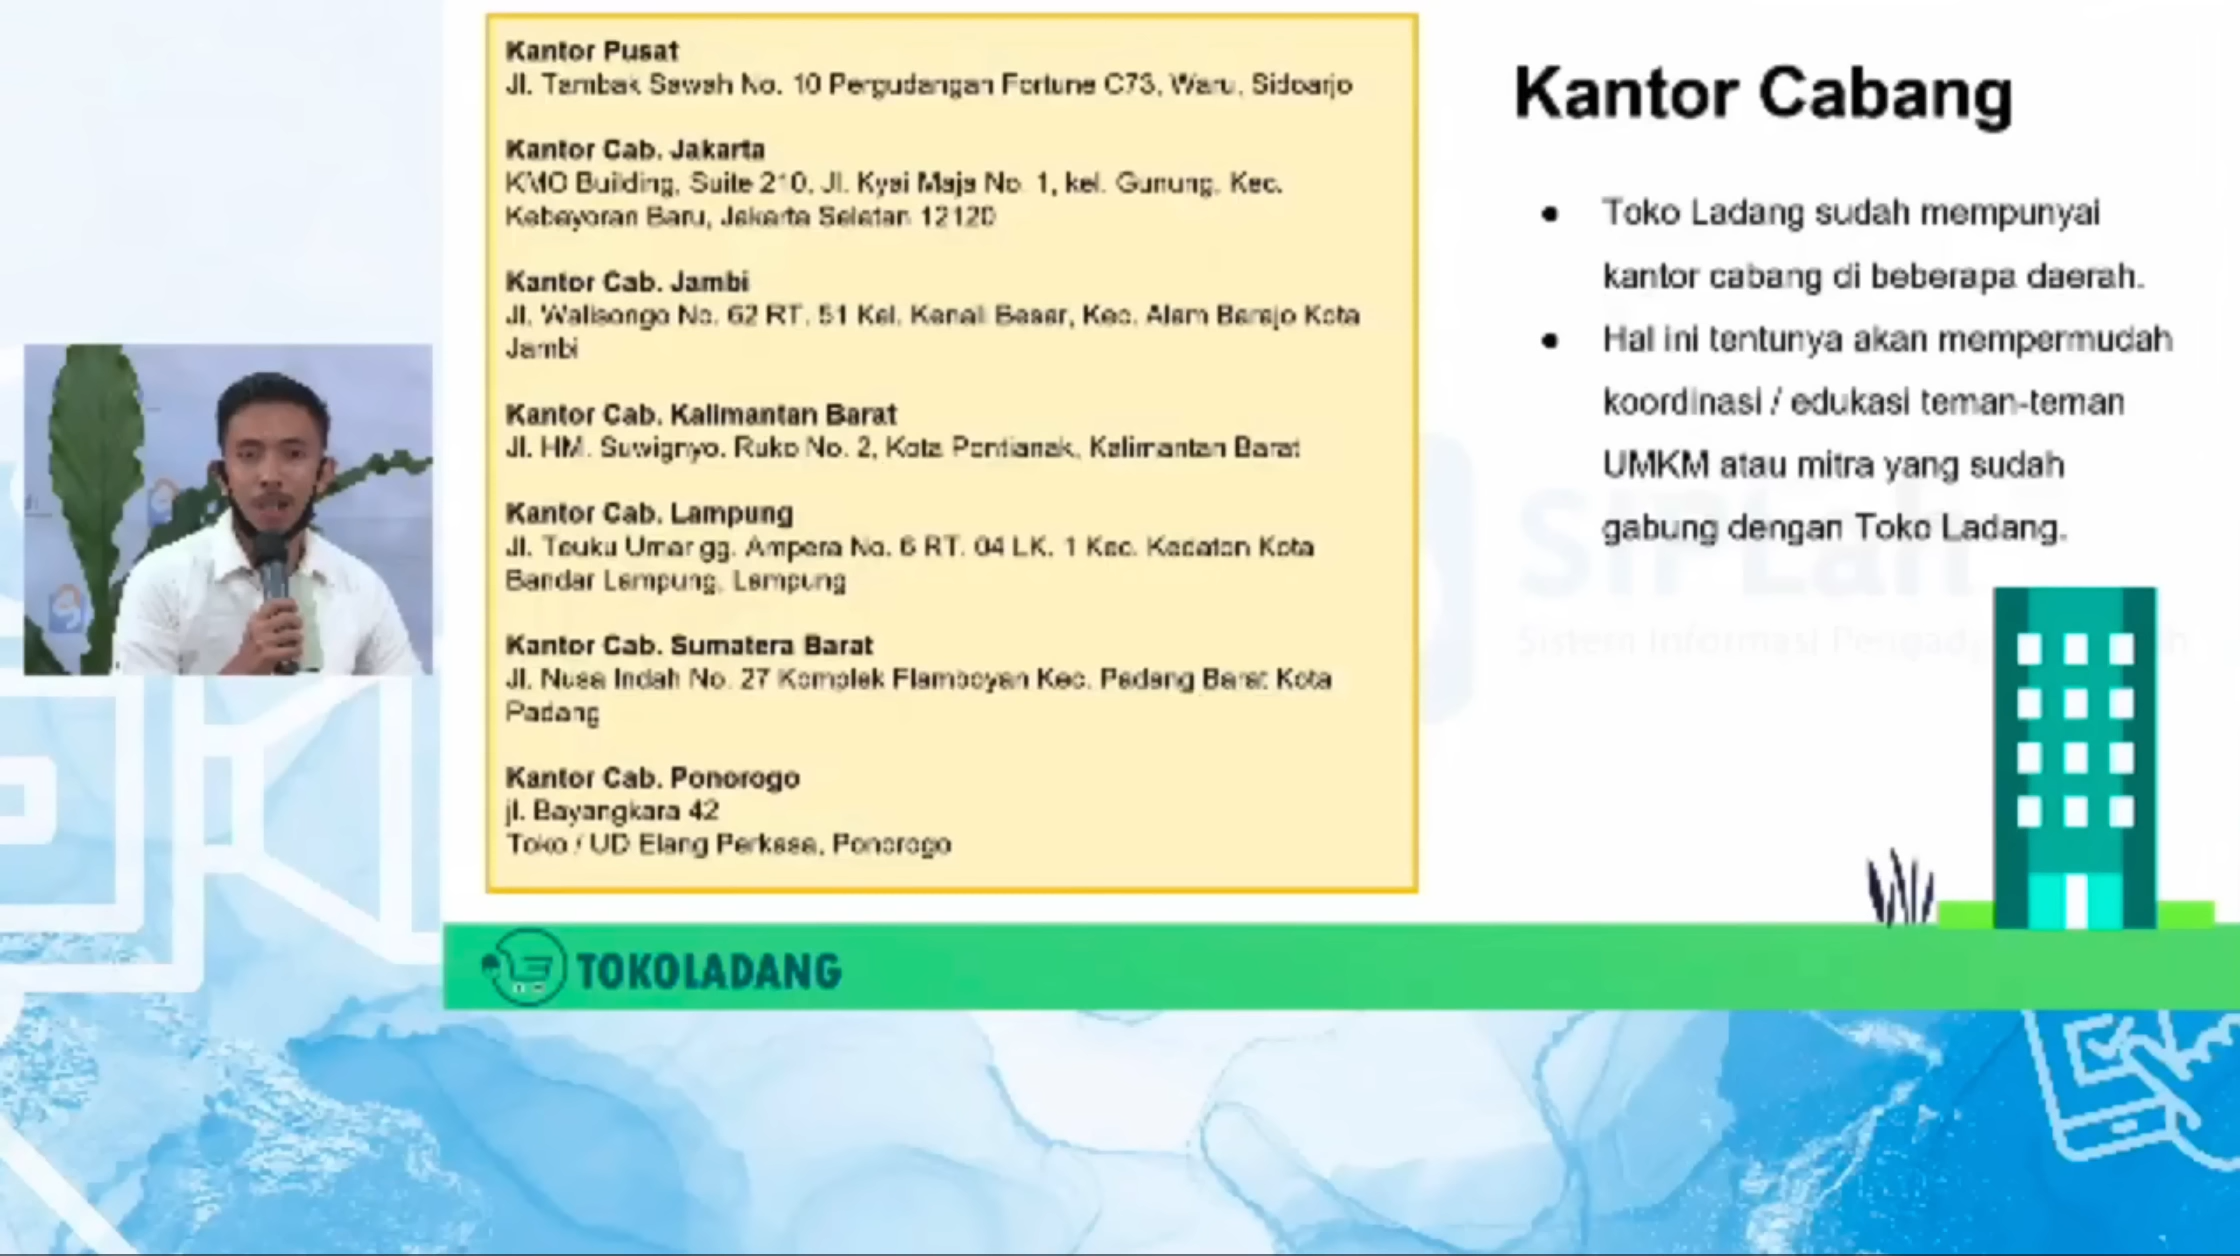 Kantor Pusat
Jl. Tambak Sawah No. 10 Pergudangan Fortune C73, Waru, Sidoarjo
Kantor Cab. Jakarta
KMO Building, Suite 210, Jl. Kyai Maja No. 1, kel. Gunung, Kec.
Kebayoran Baru, Jakarta Selatan 12120
Kantor Cab. Jambi
Jl. Walisongo No. 62 RT. 51 Kel. Kenali Besar, Kec. Alam Barajo Kota
Jambi
Kantor Cab. Kalimantan Barat
Jl. HM. Suwignyo. Ruko No. 2, Kota Pontianak, Kalimantan Barat
Kantor Cab. Lampung
Jl. Teuku Umar gg. Ampera No. 6 RT. 04 LK. 1 Kec. Kedaton Kota
Bandar Lampung, Lampung
Kantor Cab. Sumatera Barat
Jl. Nusa Indah No. 27 Komplek Flamboyan Kec. Padang Barat Kota
Padang
Kantor Cab. Ponorogo
jl. Bayangkara 42
Toko / UD Elang Perkasa, Ponorogo
Kantor Cabang
• Toko Ladang sudah mempunyai
kantor cabang di beberapa daerah.
• Hal ini tentunya akan mempermudah
koordinasi / edukasi teman-teman
UMKM atau mitra yang sudah
gabung dengan Toko Ladang.
SIPLah
Sistem Informasi
TOKOLADANG